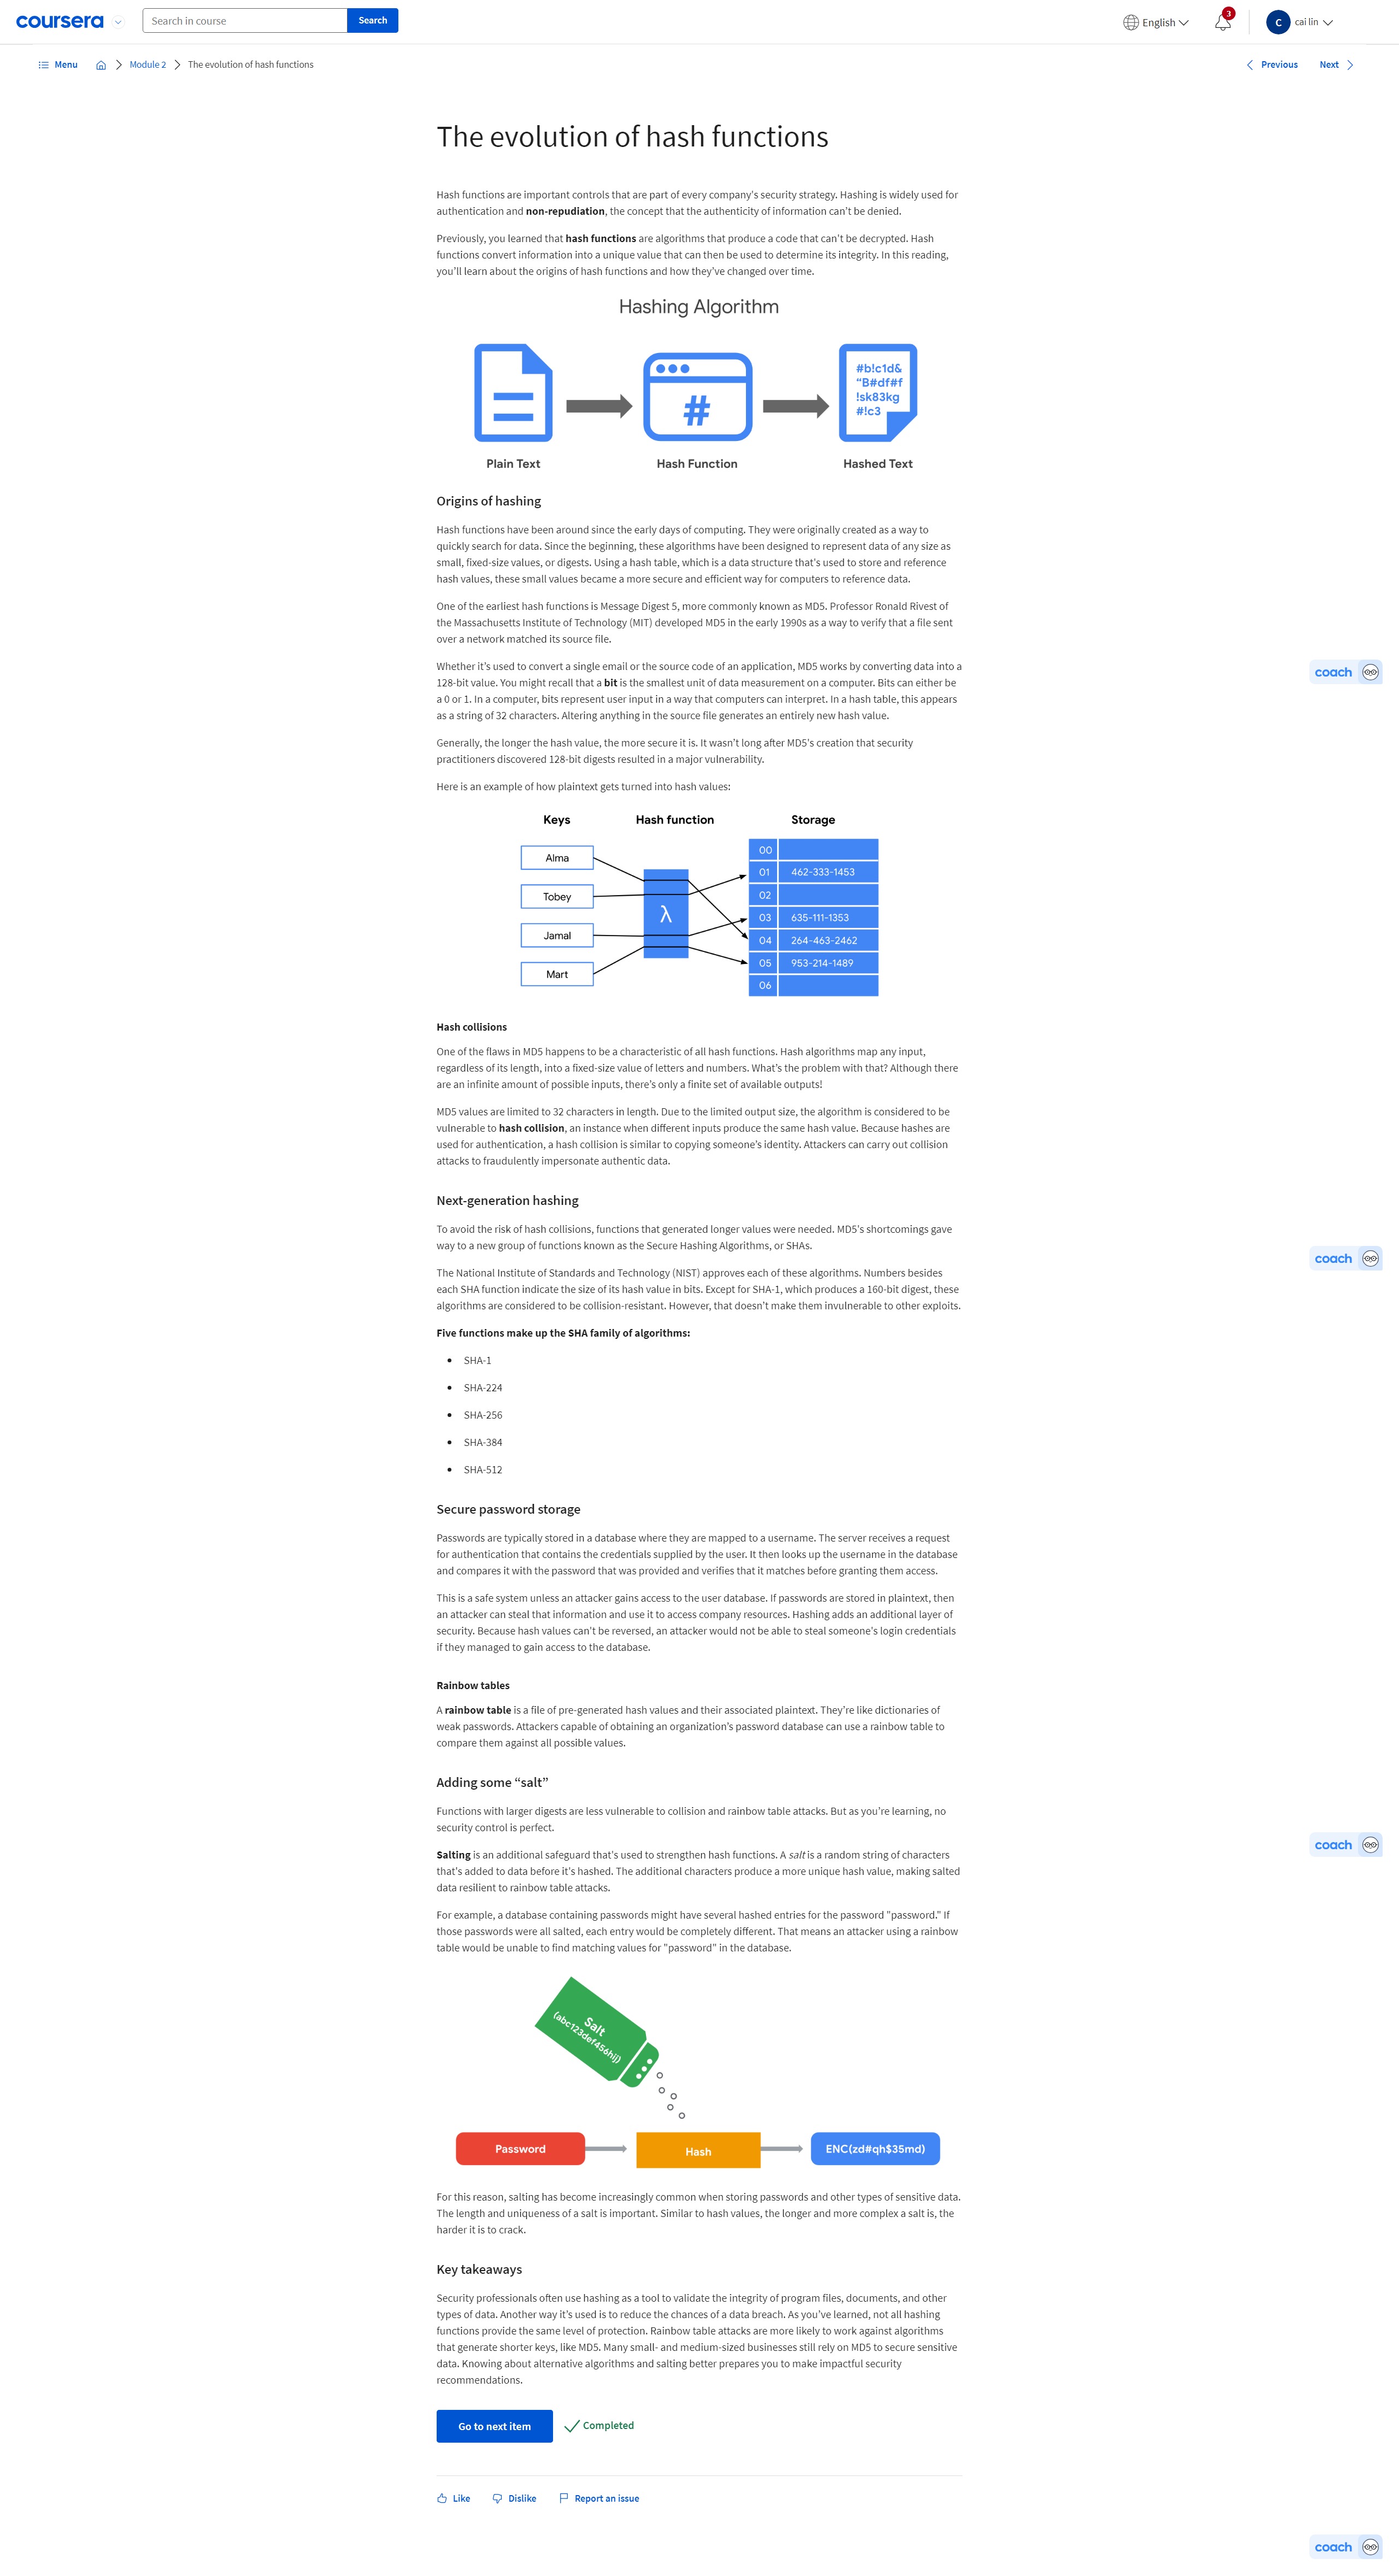 coursera
Search in course
Search
English
3
C
cai lin
Menu
Module 2
The evolution of hash functions
Previous
Next
The evolution of hash functions
Hash functions are important controls that are part of every company's security strategy. Hashing is widely used for
authentication and non-repudiation, the concept that the authenticity of information can't be denied.
Previously, you learned that hash functions are algorithms that produce a code that can't be decrypted. Hash
functions convert information into a unique value that can then be used to determine its integrity. In this reading,
you'll learn about the origins of hash functions and how they've changed over time.
Hashing Algorithm
#b!c1d&
“B#df#f
!sk83kg
#!c3
#
Plain Text
Hash Function
Hashed Text
Origins of hashing
Hash functions have been around since the early days of computing. They were originally created as a way to
quickly search for data. Since the beginning, these algorithms have been designed to represent data of any size as
small, fixed-size values, or digests. Using a hash table, which is a data structure that's used to store and reference
hash values, these small values became a more secure and efficient way for computers to reference data.
One of the earliest hash functions is Message Digest 5, more commonly known as MD5. Professor Ronald Rivest of
the Massachusetts Institute of Technology (MIT) developed MD5 in the early 1990s as a way to verify that a file sent
over a network matched its source file.
Whether it's used to convert a single email or the source code of an application, MD5 works by converting data into a
128-bit value. You might recall that a bit is the smallest unit of data measurement on a computer. Bits can either be
a 0 or 1. In a computer, bits represent user input in a way that computers can interpret. In a hash table, this appears
as a string of 32 characters. Altering anything in the source file generates an entirely new hash value.
coach
Generally, the longer the hash value, the more secure it is. It wasn't long after MD5's creation that security
practitioners discovered 128-bit digests resulted in a major vulnerability.
Here is an example of how plaintext gets turned into hash values:
Keys
Hash function
Storage
Alma
Tobey
Jamal
Mart
λ
00
01 462-333-1453
02
03 635-111-1353
04 264-463-2462
05 953-214-1489
06
Hash collisions
One of the flaws in MD5 happens to be a characteristic of all hash functions. Hash algorithms map any input,
regardless of its length, into a fixed-size value of letters and numbers. What's the problem with that? Although there
are an infinite amount of possible inputs, there's only a finite set of available outputs!
MD5 values are limited to 32 characters in length. Due to the limited output size, the algorithm is considered to be
vulnerable to hash collision, an instance when different inputs produce the same hash value. Because hashes are
used for authentication, a hash collision is similar to copying someone's identity. Attackers can carry out collision
attacks to fraudulently impersonate authentic data.
Next-generation hashing
To avoid the risk of hash collisions, functions that generated longer values were needed. MD5's shortcomings gave
way to a new group of functions known as the Secure Hashing Algorithms, or SHAs.
coach
The National Institute of Standards and Technology (NIST) approves each of these algorithms. Numbers besides
each SHA function indicate the size of its hash value in bits. Except for SHA-1, which produces a 160-bit digest, these
algorithms are considered to be collision-resistant. However, that doesn't make them invulnerable to other exploits.
Five functions make up the SHA family of algorithms:
• SHA-1
• SHA-224
• SHA-256
• SHA-384
• SHA-512
Secure password storage
Passwords are typically stored in a database where they are mapped to a username. The server receives a request
for authentication that contains the credentials supplied by the user. It then looks up the username in the database
and compares it with the password that was provided and verifies that it matches before granting them access.
This is a safe system unless an attacker gains access to the user database. If passwords are stored in plaintext, then
an attacker can steal that information and use it to access company resources. Hashing adds an additional layer of
security. Because hash values can't be reversed, an attacker would not be able to steal someone's login credentials
if they managed to gain access to the database.
Rainbow tables
A rainbow table is a file of pre-generated hash values and their associated plaintext. They're like dictionaries of
weak passwords. Attackers capable of obtaining an organization's password database can use a rainbow table to
compare them against all possible values.
Adding some “salt”
Functions with larger digests are less vulnerable to collision and rainbow table attacks. But as you're learning, no
security control is perfect.
coach
Salting is an additional safeguard that's used to strengthen hash functions. A salt is a random string of characters
that's added to data before it's hashed. The additional characters produce a more unique hash value, making salted
data resilient to rainbow table attacks.
For example, a database containing passwords might have several hashed entries for the password "password." If
those passwords were all salted, each entry would be completely different. That means an attacker using a rainbow
table would be unable to find matching values for "password" in the database.
Salt
(abc123def456hij)
Password
Hash
ENC(zd#qh$35md)
For this reason, salting has become increasingly common when storing passwords and other types of sensitive data.
The length and uniqueness of a salt is important. Similar to hash values, the longer and more complex a salt is, the
harder it is to crack.
Key takeaways
Security professionals often use hashing as a tool to validate the integrity of program files, documents, and other
types of data. Another way it's used is to reduce the chances of a data breach. As you've learned, not all hashing
functions provide the same level of protection. Rainbow table attacks are more likely to work against algorithms
that generate shorter keys, like MD5. Many small- and medium-sized businesses still rely on MD5 to secure sensitive
data. Knowing about alternative algorithms and salting better prepares you to make impactful security
recommendations.
Go to next item
Completed
Like
Dislike
Report an issue
coach